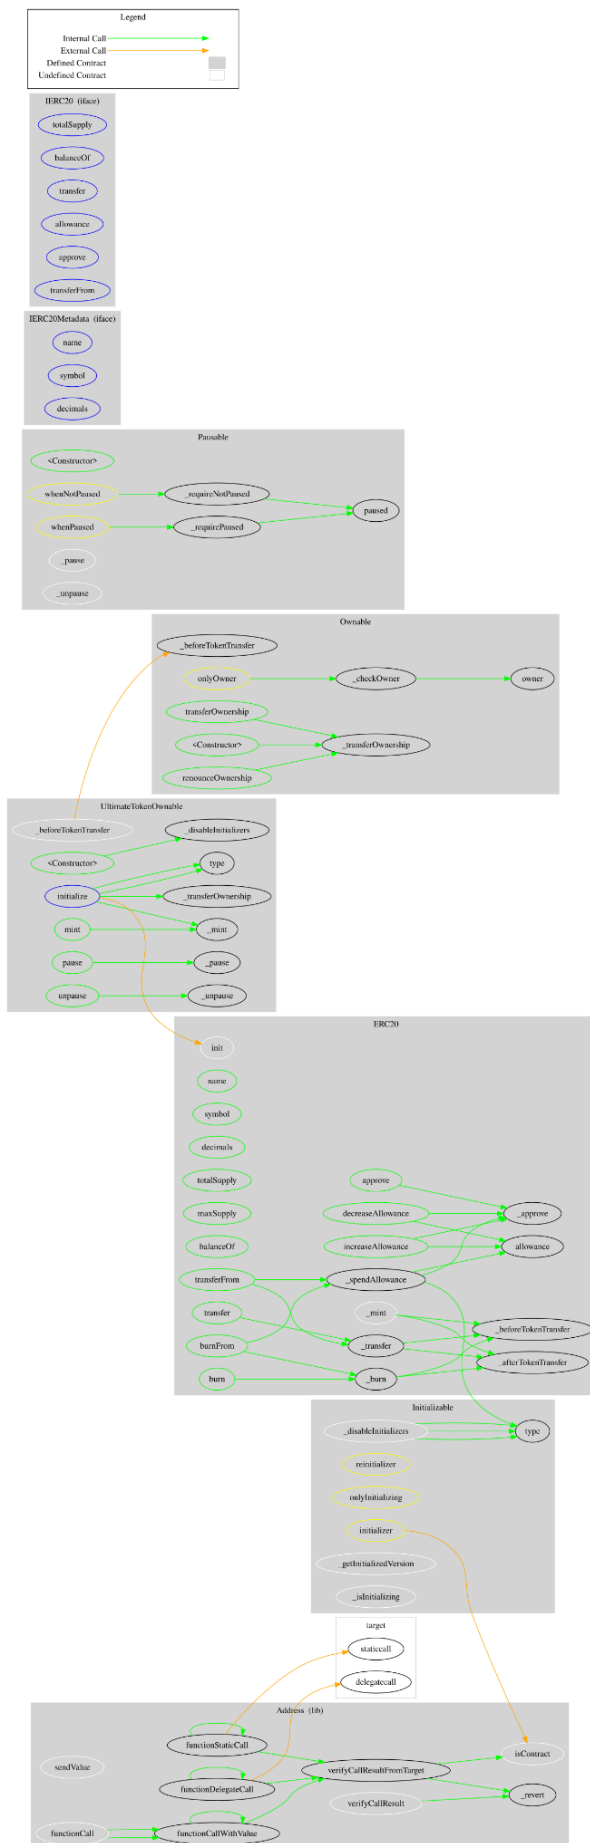 Legend
Internal Call
External Call
Defined Contract
Undefined Contract
IERC20 (iface)
totalSupply
balanceOf
transfer
allowance
approve
transferFrom
IERC20Metadata (iface)
name
symbol
decimals
Pausable
<Constructor>
whenNotPaused
_requireNotPaused
paused
whenPaused
_requirePaused
_pause
_unpause
Ownable
_beforeTokenTransfer
onlyOwner
_checkOwner
owner
transferOwnership
<Constructor>
_transferOwnership
renounceOwnership
UltimateTokenOwnable
_beforeTokenTransfer
_disableInitializers
<Constructor>
type
initialize
_transferOwnership
mint
_mint
pause
_pause
unpause
_unpause
ERC20
init
name
symbol
decimals
totalSupply
approve
maxSupply
decreaseAllowance
_approve
balanceOf
increaseAllowance
allowance
transferFrom
_spendAllowance
transfer
_mint
_beforeTokenTransfer
burnFrom
_transfer
_afterTokenTransfer
burn
_burn
Initializable
_disableInitializers
type
reinitializer
onlyInitializing
initializer
_getInitializedVersion
_isInitializing
target
staticcall
delegatecall
Address (lib)
functionStaticCall
isContract
sendValue
verifyCallResultFromTarget
functionDelegateCall
_revert
verifyCallResult
functionCall
functionCallWithValue